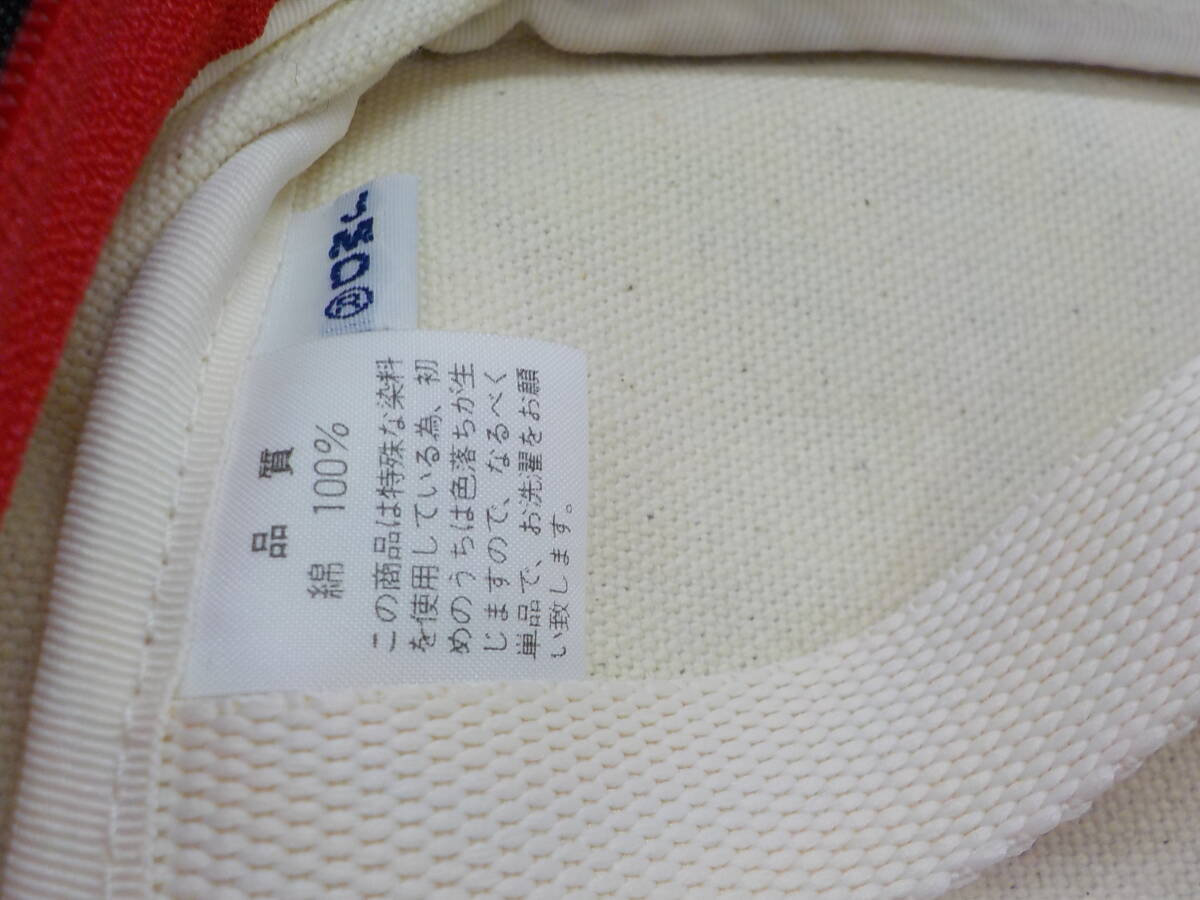 品質
綿 100%
この商品は特殊な染料
を使用している為、初
めのうちは色落ちが生
じますので、なるべく
単品で、お洗濯をお願
い致します。